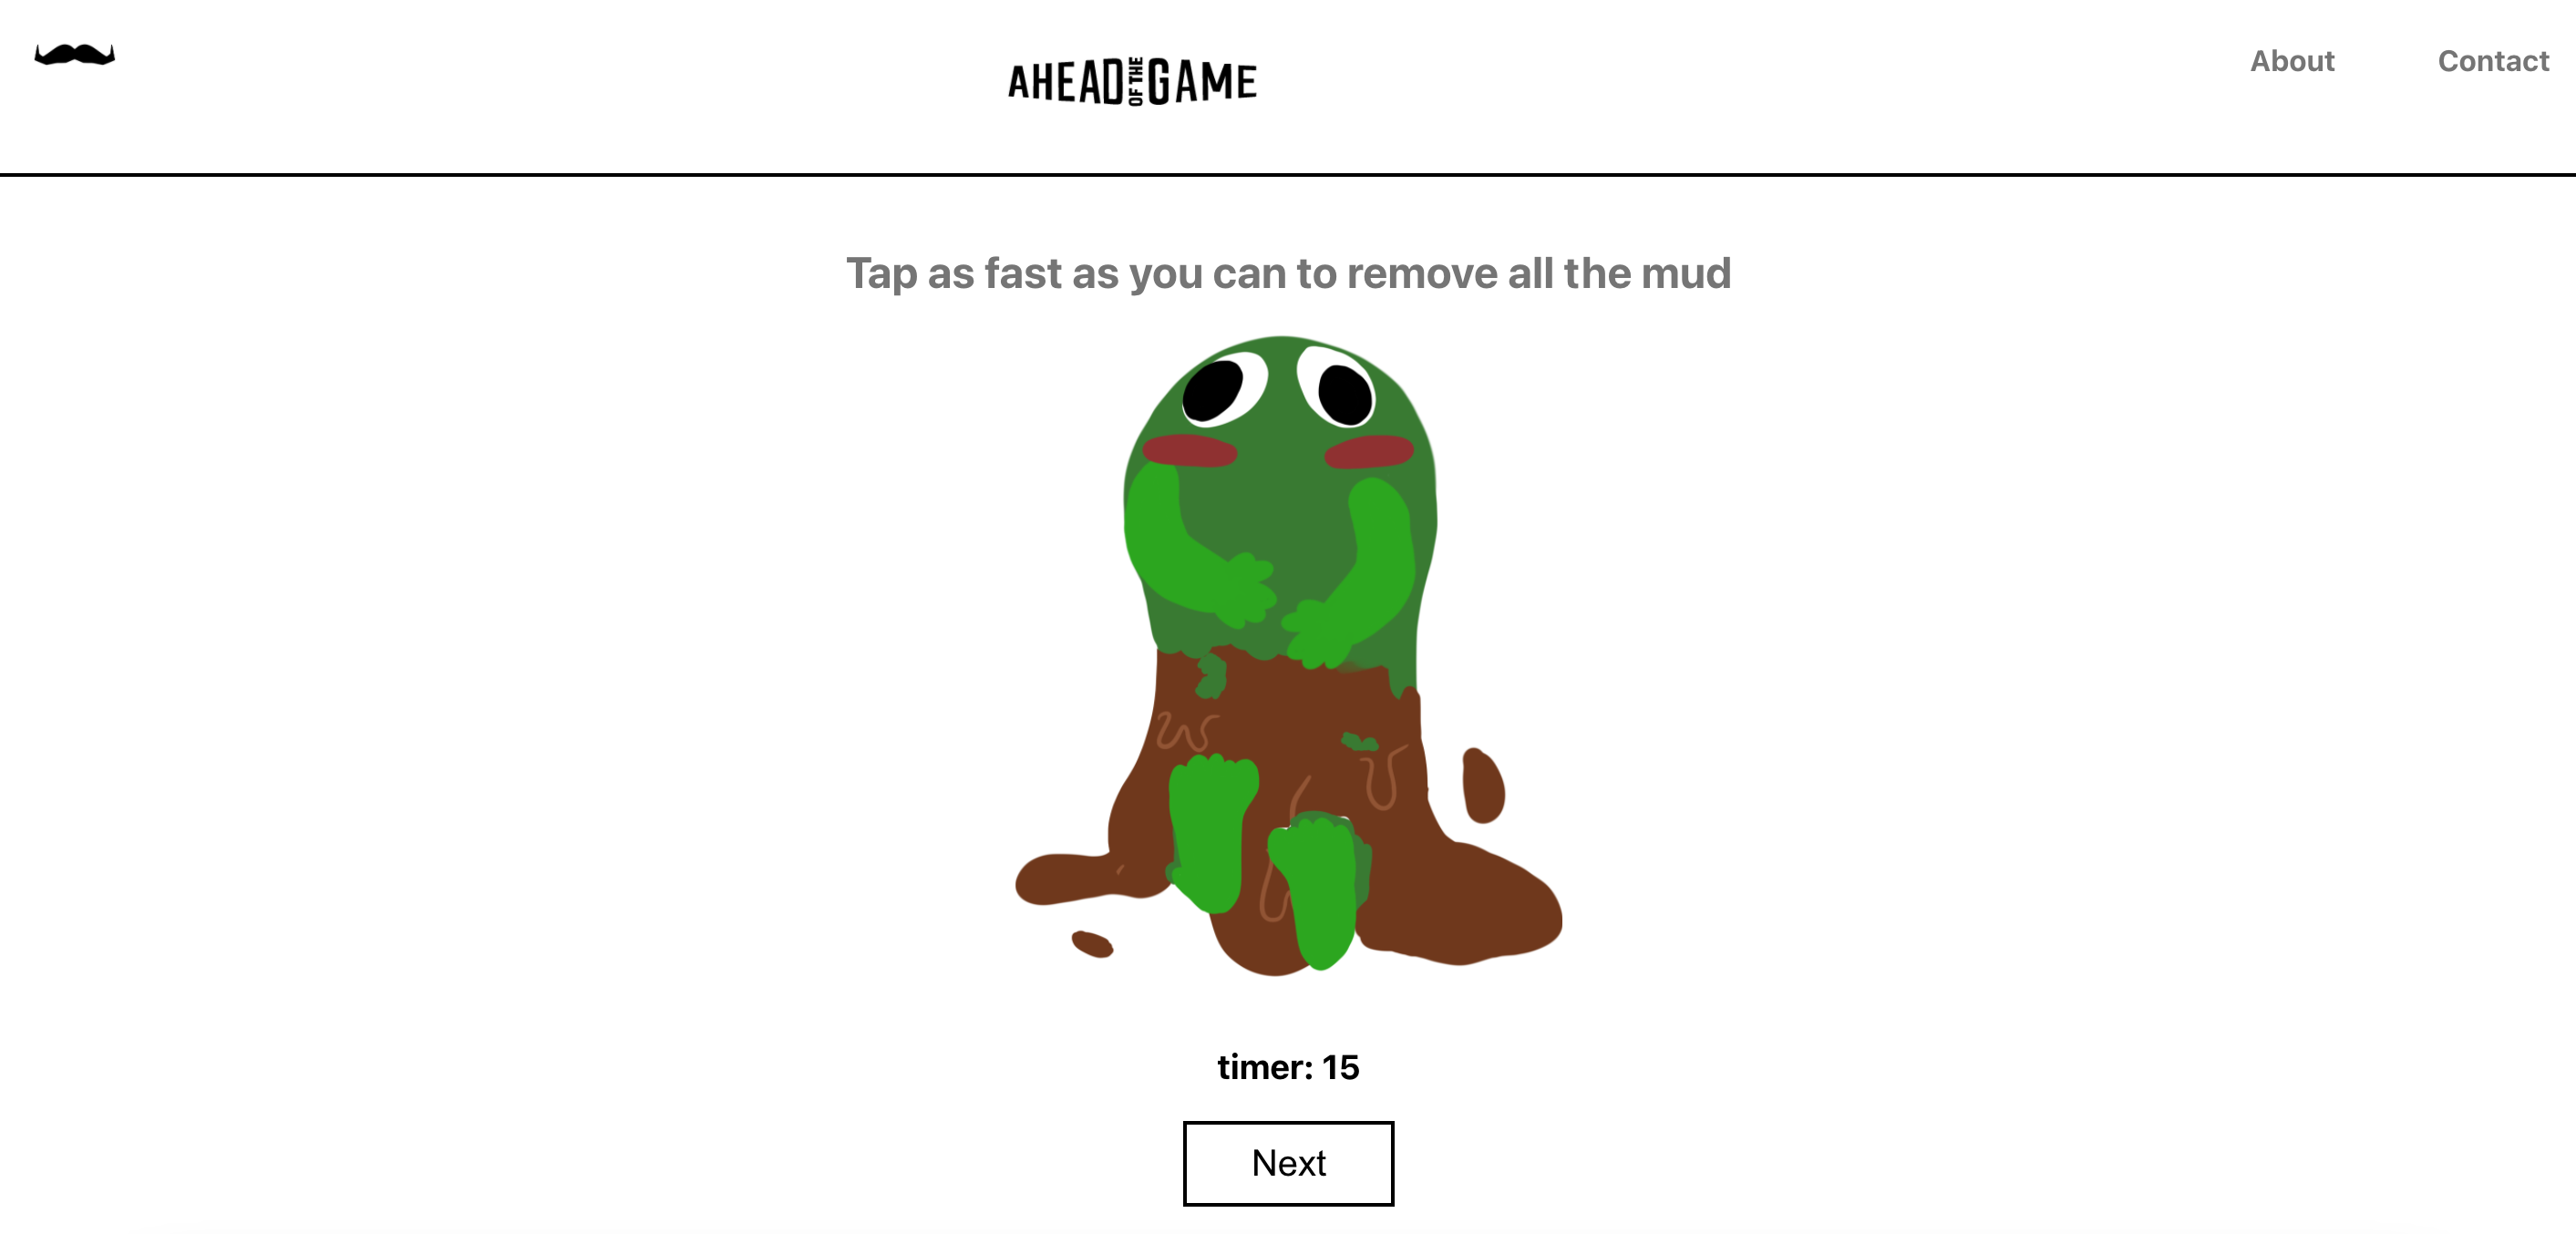 AHEAD OF THE GAME
About
Contact
Tap as fast as you can to remove all the mud
timer: 15
Next